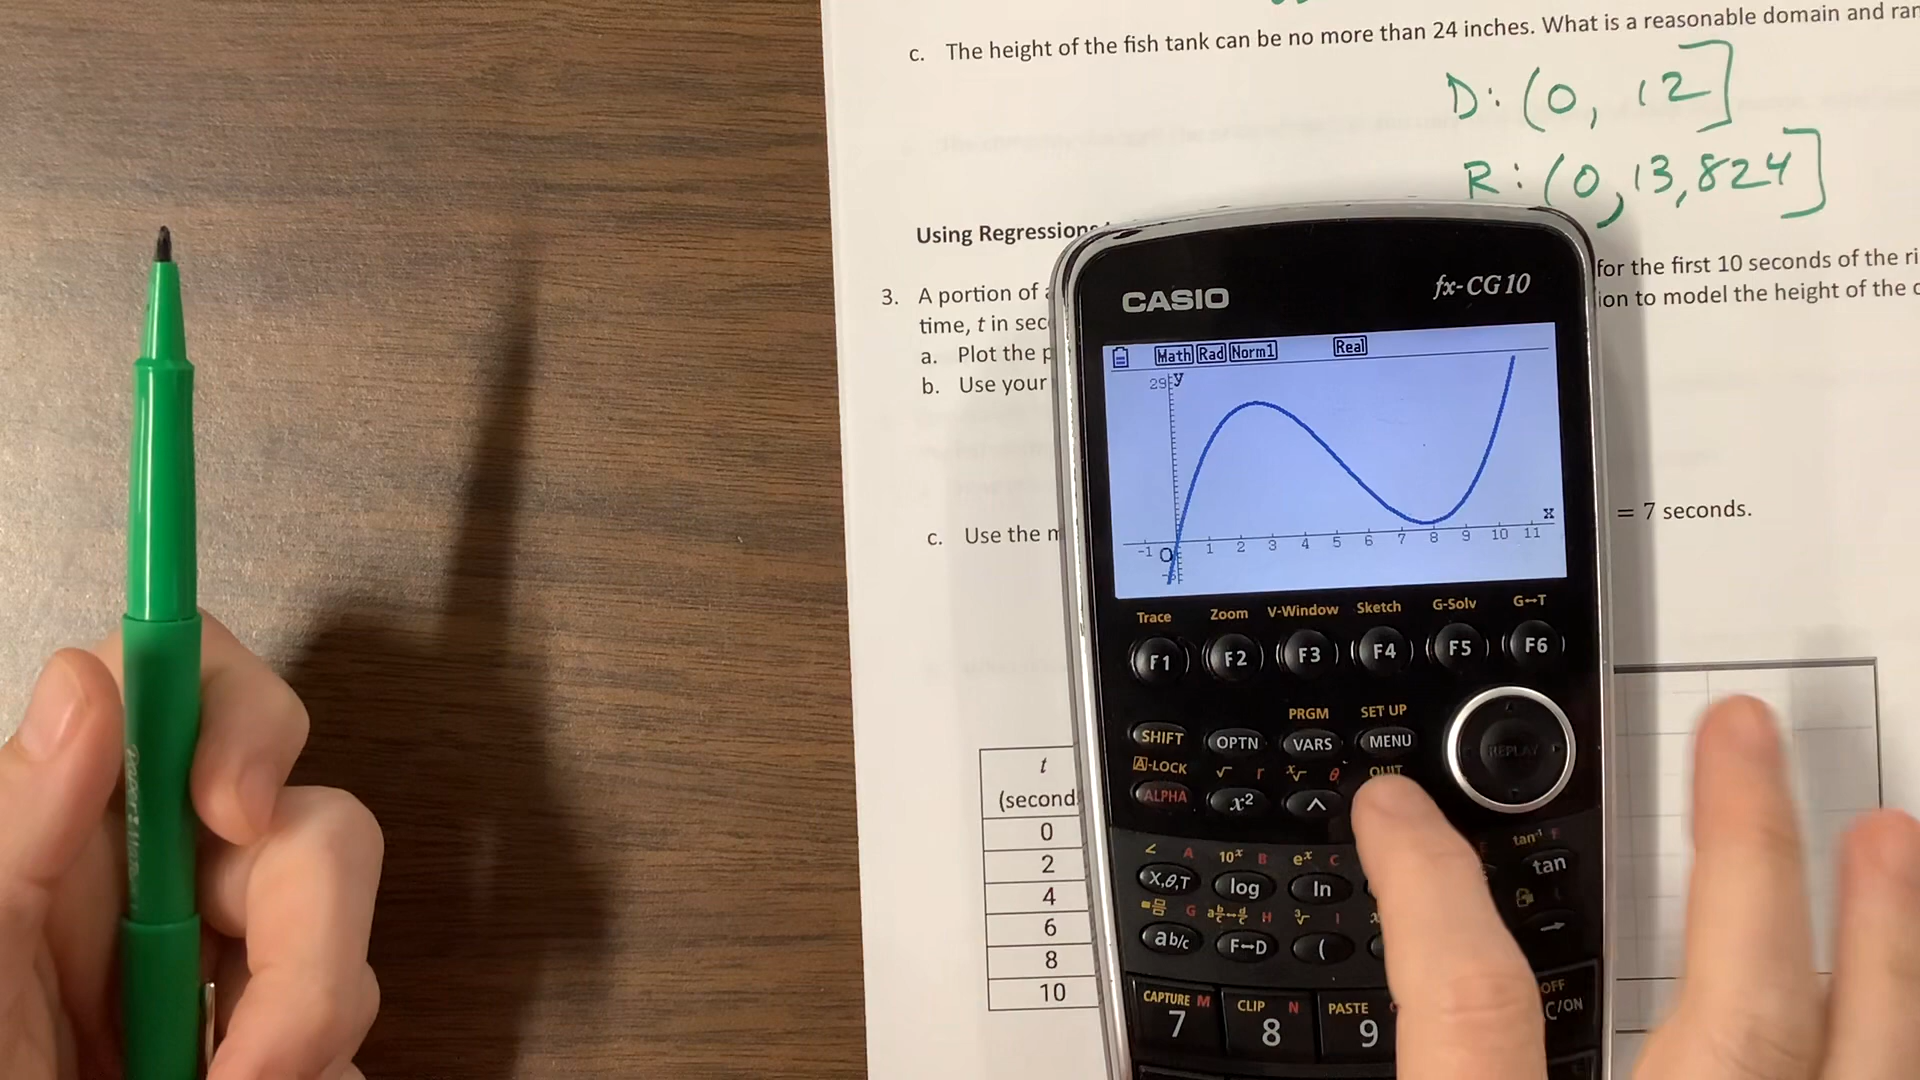 c. The height of the fish tank can be no more than 24 inches. What is a reasonable domain and
D: (0, 12]
R: (0, 13,824]
Using Regressions
3. A portion of
for the first 10 seconds of the
time, t in
ion to model the height of the
a. Plot the
b. Use your
c. Use the
= 7 seconds.
t
(second
0
2
4
6
8
10
CASIO
fx-CG10
Math Rad Norm1 Real
29 y
x
-1 O 1 2 3 4 5 6 7 8 9 10 11
Trace Zoom V-Window Sketch G-Solv G↔T
F1 F2 F3 F4 F5 F6
PRGM SET UP
SHIFT OPTN VARS MENU
REPLAY
A-LOCK √ r ˣ√ θ QUIT
ALPHA x² ^
∠ A 10ˣ B eˣ C tan⁻¹ F
X,θ,T log ln tan
G a b/c↔d/c H ³√ I
ab/c F↔D ( →
CAPTURE M CLIP N PASTE OFF
7 8 9 AC/ON